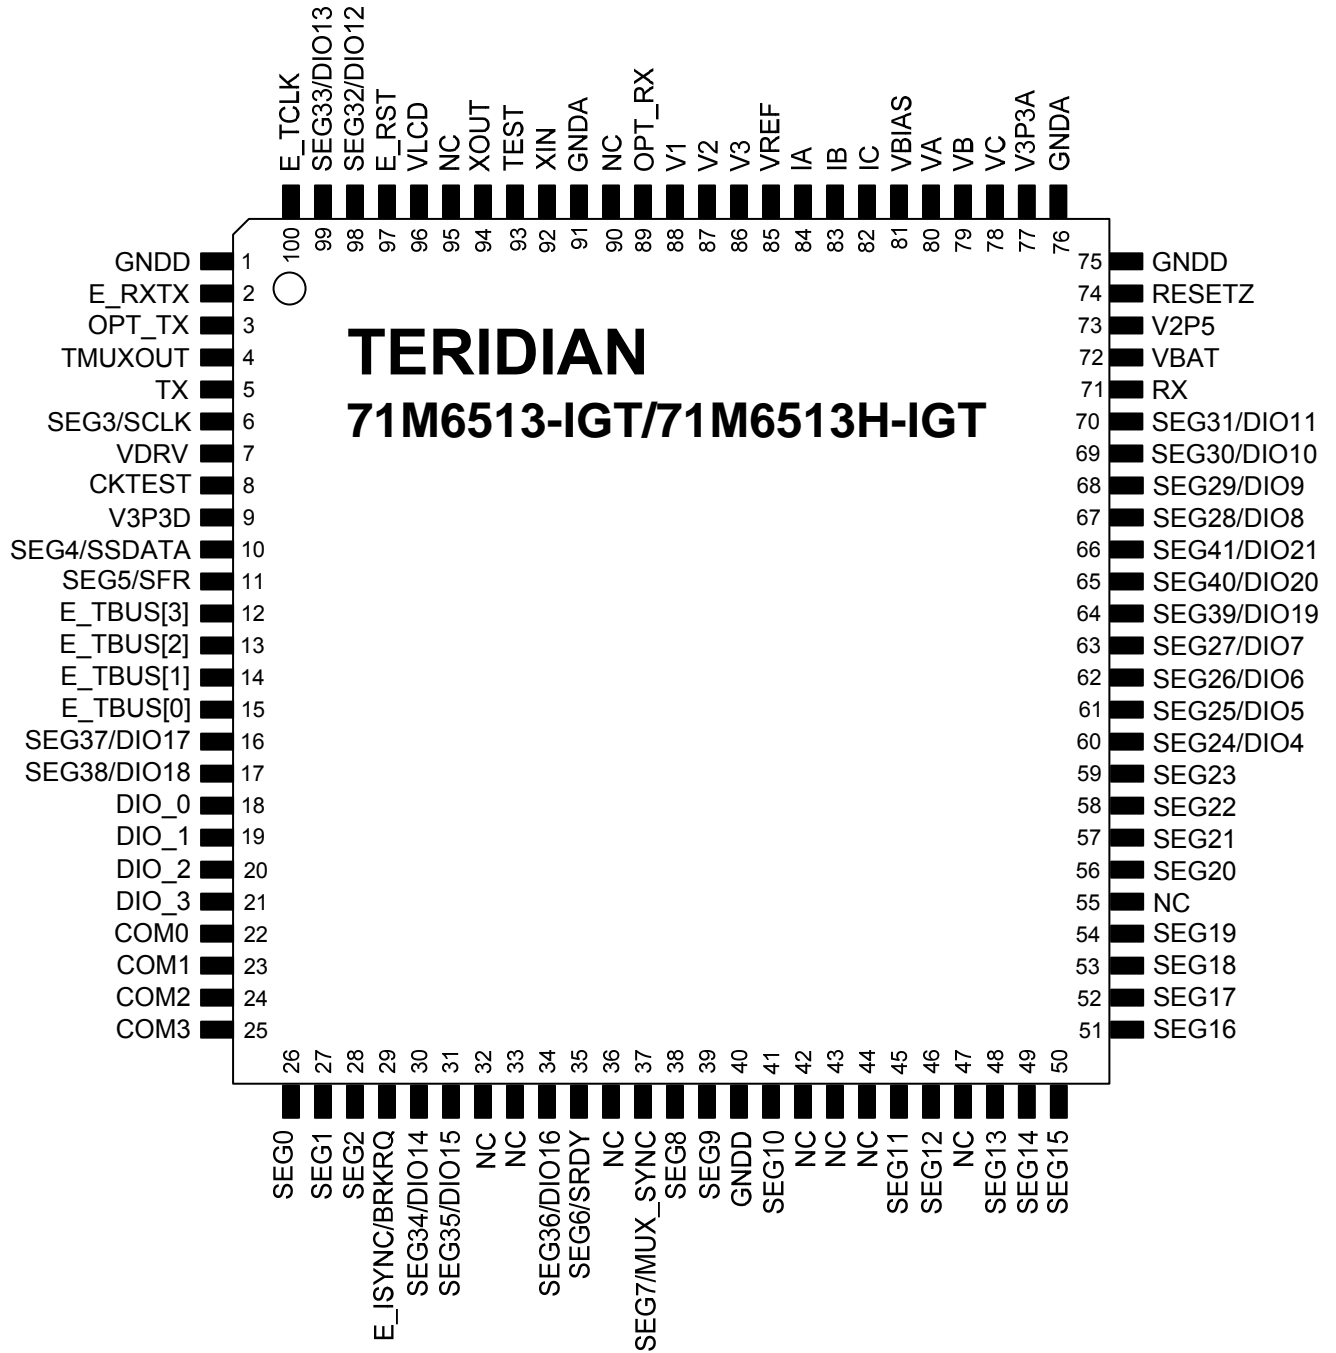 E_TCLK
SEG33/DIO13
SEG32/DIO12
E_RST
VLCD
NC
XOUT
TEST
XIN
GNDA
NC
OPT_RX
V1
V2
V3
VREF
IA
IB
IC
VBIAS
VA
VB
VC
V3P3A
GNDA
100
99
98
97
96
95
94
93
92
91
90
89
88
87
86
85
84
83
82
81
80
79
78
77
76
GNDD 1
E_RXTX 2
OPT_TX 3
TMUXOUT 4
TX 5
SEG3/SCLK 6
VDRV 7
CKTEST 8
V3P3D 9
SEG4/SSDATA 10
SEG5/SFR 11
E_TBUS[3] 12
E_TBUS[2] 13
E_TBUS[1] 14
E_TBUS[0] 15
SEG37/DIO17 16
SEG38/DIO18 17
DIO_0 18
DIO_1 19
DIO_2 20
DIO_3 21
COM0 22
COM1 23
COM2 24
COM3 25
TERIDIAN
71M6513-IGT/71M6513H-IGT
75 GNDD
74 RESETZ
73 V2P5
72 VBAT
71 RX
70 SEG31/DIO11
69 SEG30/DIO10
68 SEG29/DIO9
67 SEG28/DIO8
66 SEG41/DIO21
65 SEG40/DIO20
64 SEG39/DIO19
63 SEG27/DIO7
62 SEG26/DIO6
61 SEG25/DIO5
60 SEG24/DIO4
59 SEG23
58 SEG22
57 SEG21
56 SEG20
55 NC
54 SEG19
53 SEG18
52 SEG17
51 SEG16
26
27
28
29
30
31
32
33
34
35
36
37
38
39
40
41
42
43
44
45
46
47
48
49
50
SEG0
SEG1
SEG2
E_ISYNC/BRKRQ
SEG34/DIO14
SEG35/DIO15
NC
NC
SEG36/DIO16
SEG6/SRDY
NC
SEG7/MUX_SYNC
SEG8
SEG9
GNDD
SEG10
NC
NC
NC
SEG11
SEG12
NC
SEG13
SEG14
SEG15